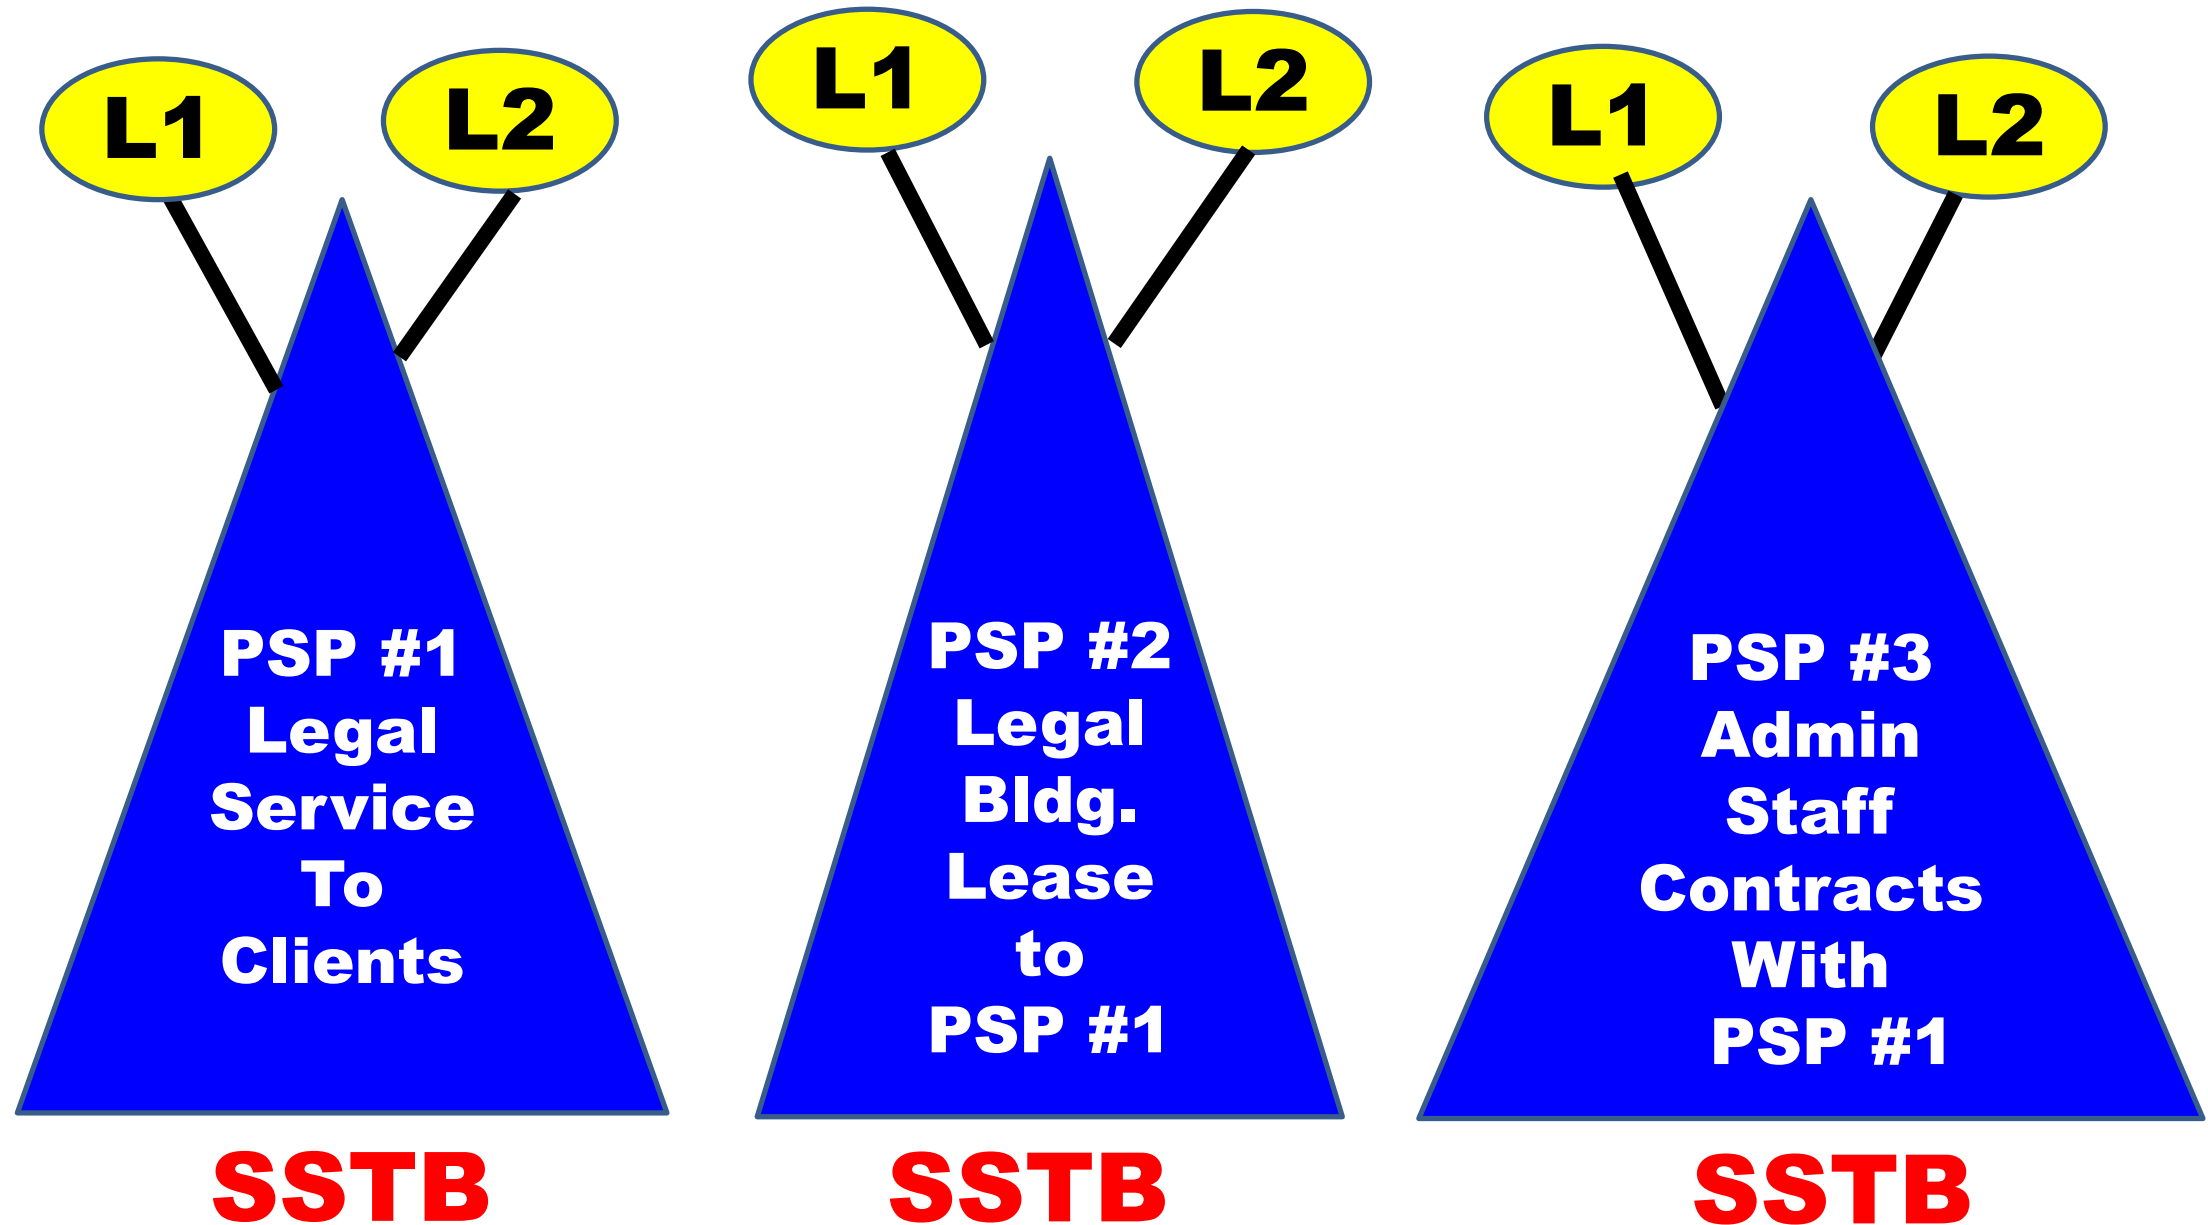 L1
L2
L1
L2
L1
L2
PSP #1
Legal
Service
To
Clients
PSP #2
Legal
Bldg.
Lease
to
PSP #1
PSP #3
Admin
Staff
Contracts
With
PSP #1
SSTB
SSTB
SSTB